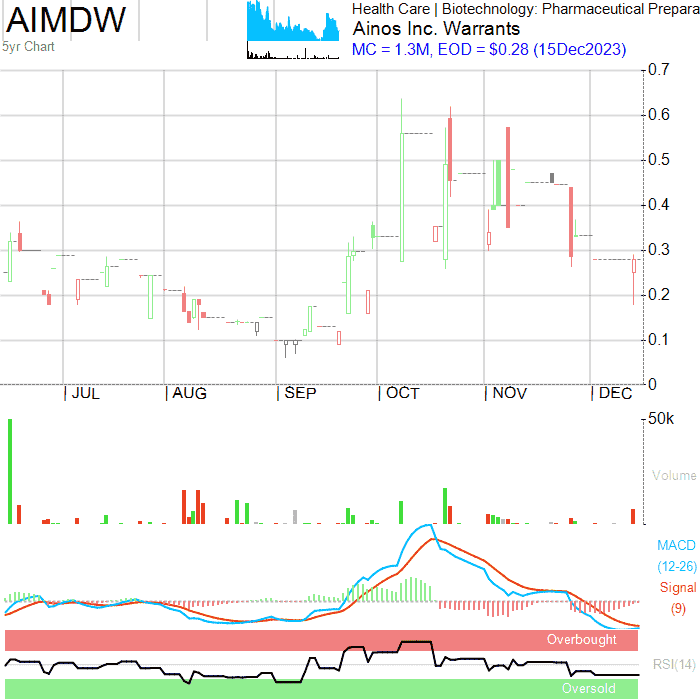 AIMDW
5yr Chart
Health Care | Biotechnology: Pharmaceutical Prepara
Ainos Inc. Warrants
MC = 1.3M, EOD = $0.28 (15Dec2023)
0.7
0.6
0.5
0.4
0.3
0.2
0.1
0
JUL AUG SEP OCT NOV DEC
50k
Volume
MACD
(12-26)
Signal
(9)
Overbought
RSI(14)
Oversold